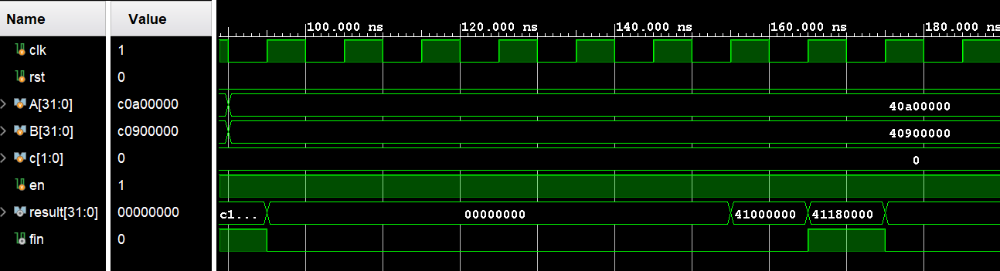 Name Value
100.000 ns 120.000 ns 140.000 ns 160.000 ns 180.000 ns
clk 1
rst 0
A[31:0] c0a00000 40a00000
B[31:0] c0900000 40900000
c[1:0] 0 0
en 1
result[31:0] 00000000 c1... 00000000 41000000 41180000
fin 0